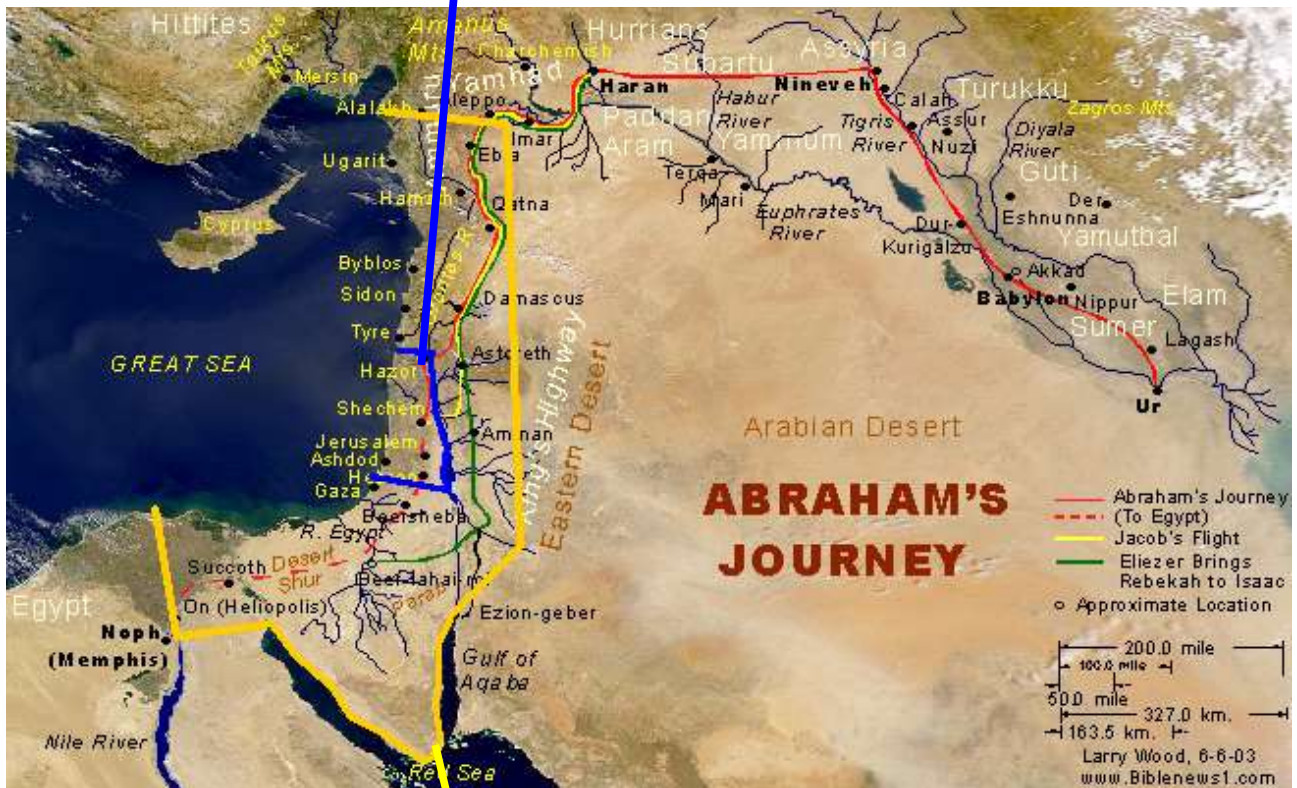 Hittites
Taurus
Mts.
Mersin
Amanus
Mts.
Charchemish
Hurrians
Subartu
Assyria
Yamhad
Haran
Nineveh
Calah
Turukku
Zagros Mts.
Alalakh
Aleppo
Imar
Habur
River
Paddan
Aram
Yaminum
Tigris
River
Assur
Nuzi
Diyala
River
Guti
Ebla
Ugarit
Terqa
Mari
Euphrates
River
Eshnunna
Der
Hamath
Qatna
Dur-
Kurigalzu
Yamutbal
Cyprus
Byblos
Akkad
Babylon
Nippur
Elam
Sidon
Damascus
Sumer
Lagash
Tyre
GREAT SEA
Hazor
Astoreth
Ur
King's Highway
Eastern Desert
Shechem
Amman
Arabian Desert
Jerusalem
Ashdod
Gaza
Beersheba
R. Egypt
ABRAHAM'S
JOURNEY
Abraham's Journey
(To Egypt)
Jacob's Flight
Eliezer Brings
Rebekah to Isaac
Approximate Location
Succoth
Desert
Shur
On (Heliopolis)
Egypt
Ezion-geber
Noph
(Memphis)
Gulf of
Aqaba
Nile River
Red Sea
200.0 mile
100.0 mile
50.0 mile
327.0 km.
163.5 km.
Larry Wood, 6-6-03
www.Biblenews1.com